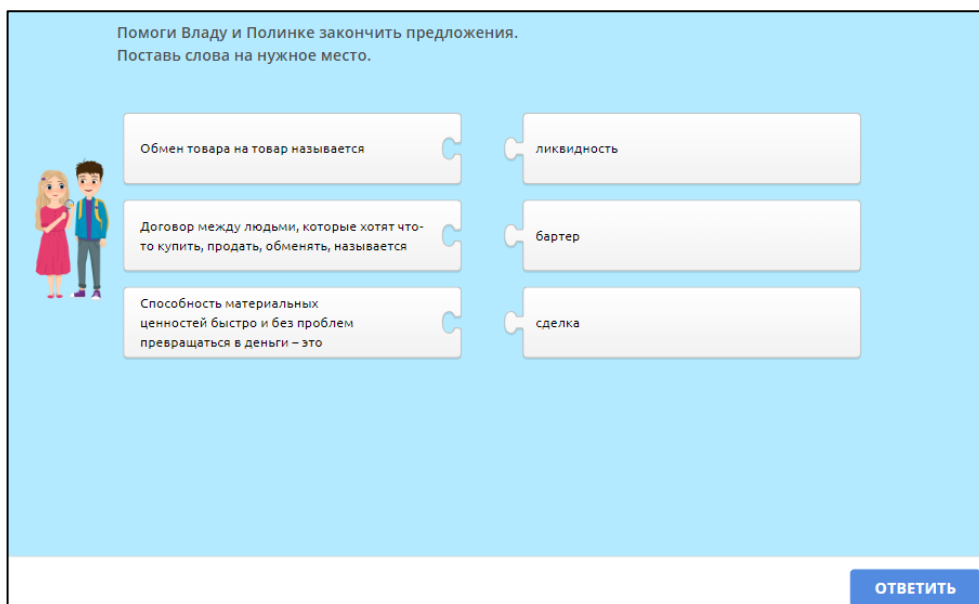 Помоги Владу и Полинке закончить предложения.
Поставь слова на нужное место.
Обмен товара на товар называется
ликвидность
Договор между людьми, которые хотят что-
то купить, продать, обменять, называется
бартер
Способность материальных
ценностей быстро и без проблем
превращаться в деньги – это
сделка
ОТВЕТИТЬ